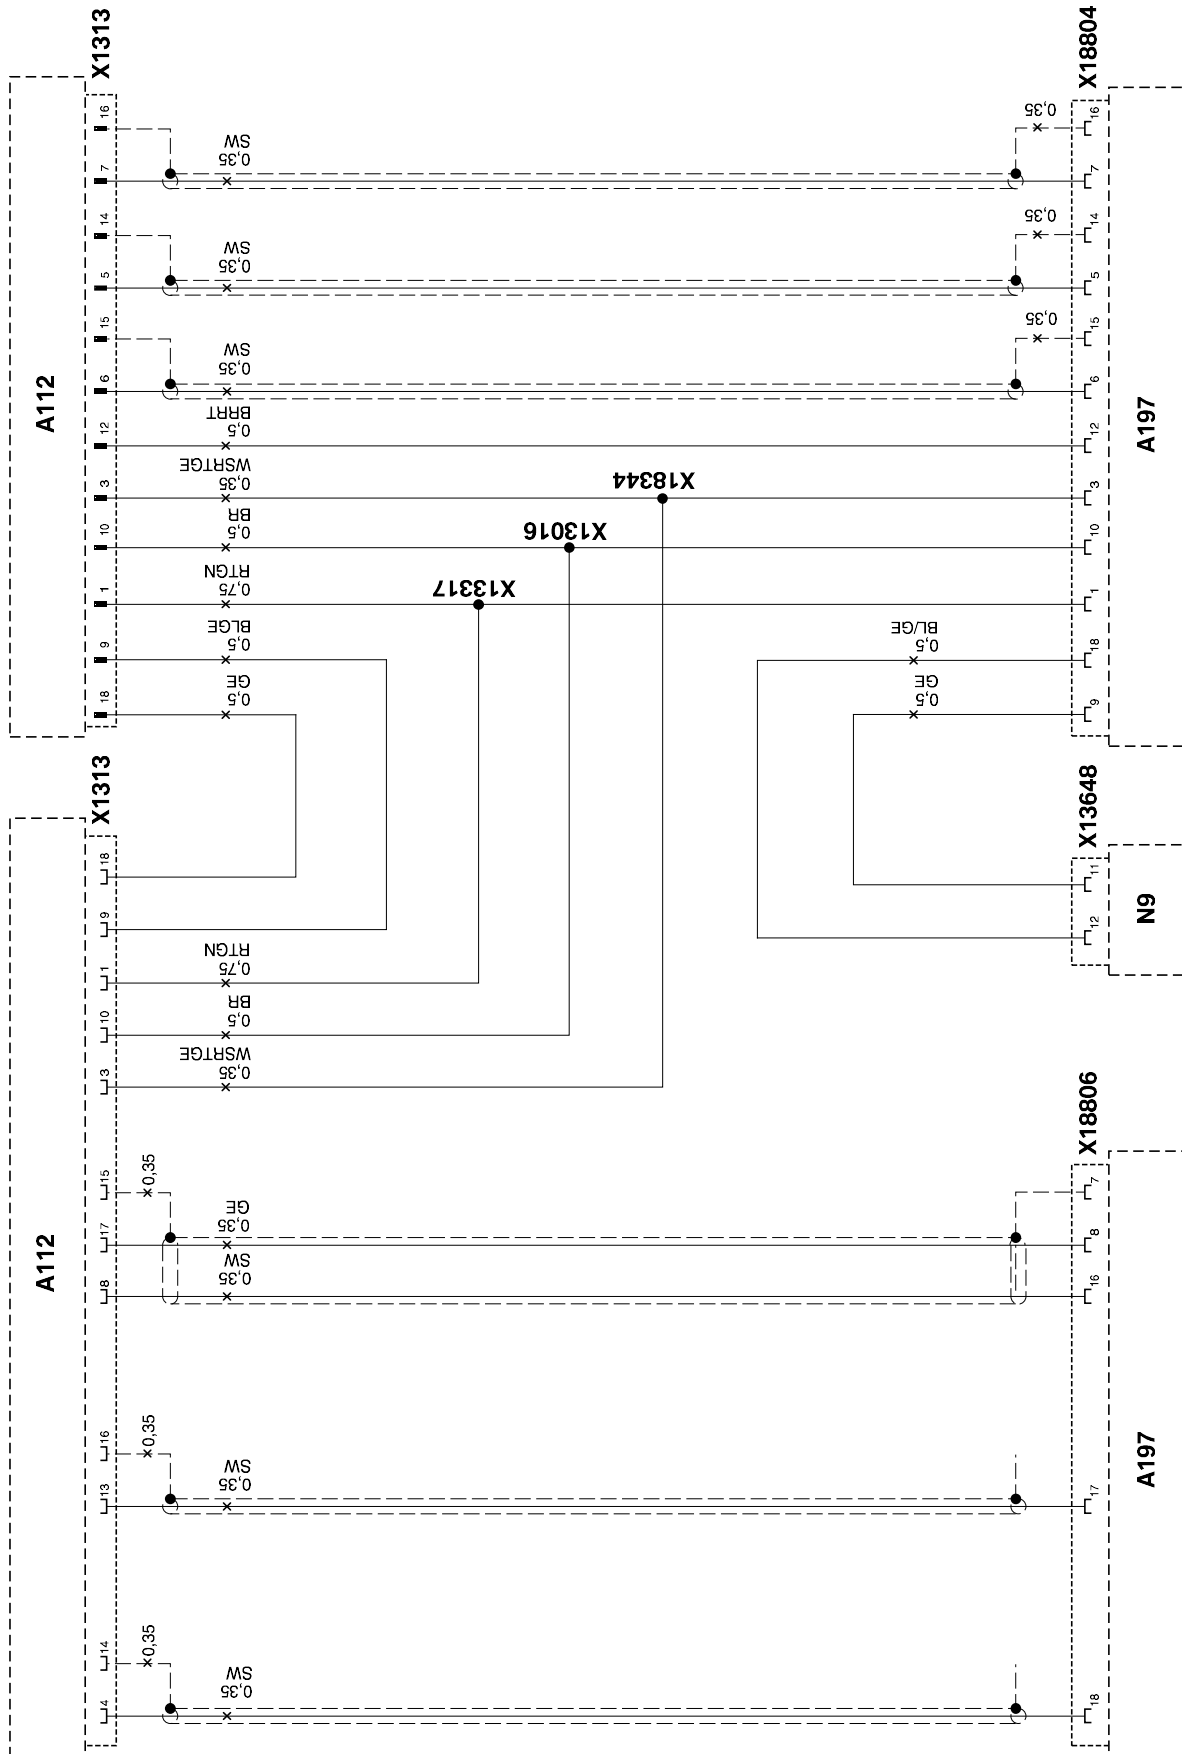 X1313
X18804
A112
16
16
0,35
SW
0,35
7
7
14
14
0,35
SW
0,35
5
5
15
15
0,35
SW
0,35
6
6
A112
A197
BRRT
0,5
12
12
WSRTGE
0,35
X18344
3
3
BR
0,5
X13016
10
10
RTGN
0,75
X13317
1
1
BLGE
0,5
BL/GE
0,5
9
18
GE
0,5
GE
0,5
18
9
X1313
X13648
18
11
N9
9
12
RTGN
0,75
1
BR
0,5
10
WSRTGE
0,35
3
X18806
15
0,35
7
GE
0,35
17
8
A112
SW
0,35
8
16
16
0,35
A197
SW
0,35
13
17
14
0,35
SW
0,35
4
18